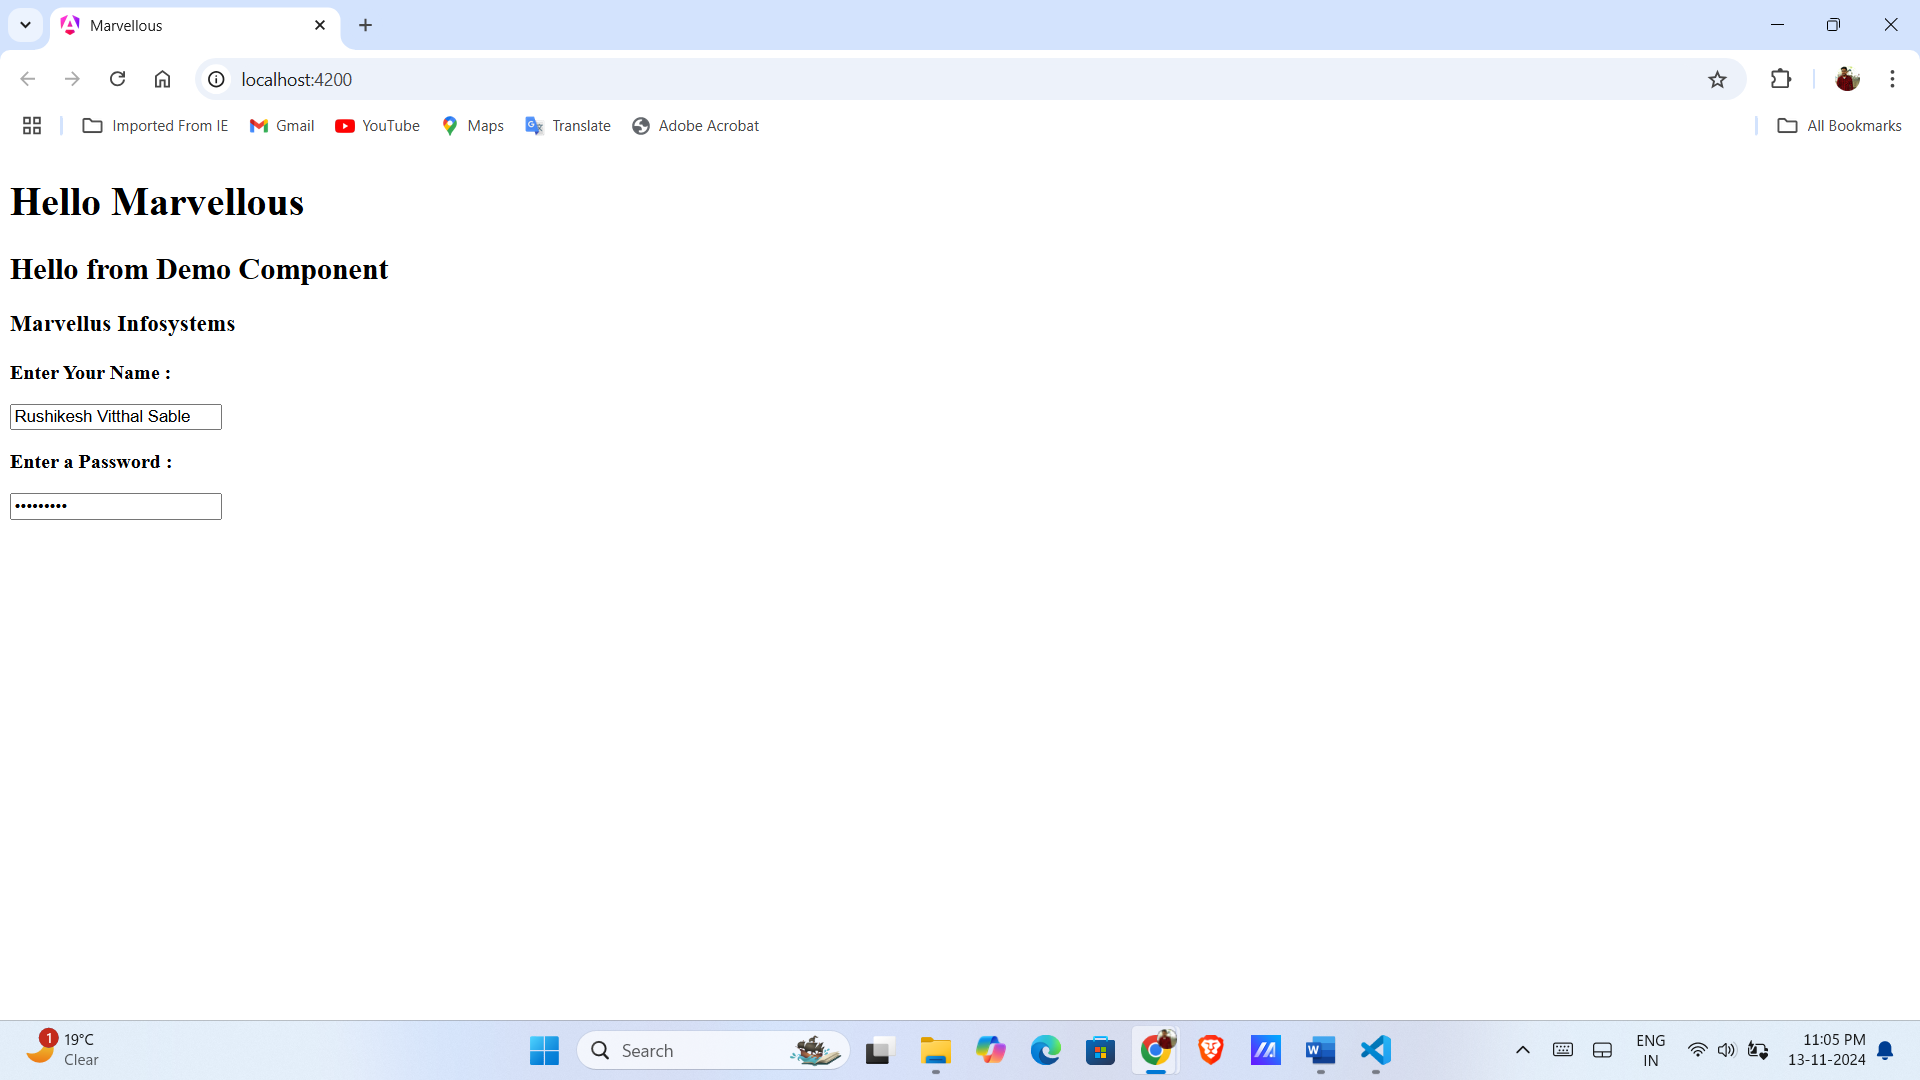 Marvellous
localhost:4200
Imported From IE
Gmail
YouTube
Maps
Translate
Adobe Acrobat
All Bookmarks
Hello Marvellous
Hello from Demo Component
Marvellus Infosystems
Enter Your Name :
Rushikesh Vitthal Sable
Enter a Password :
•••••••••
1
19°C
Clear
Search
ENG
IN
11:05 PM
13-11-2024